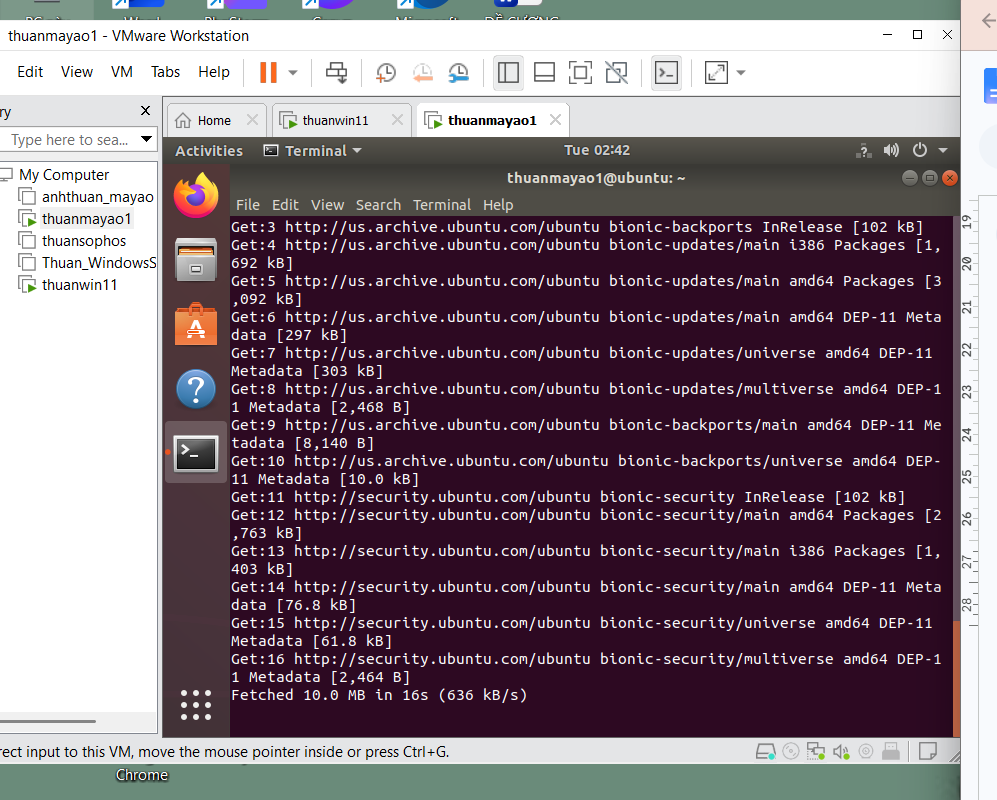 thuanmayao1 - VMware Workstation
Edit View VM Tabs Help
Type here to sea...
My Computer
anhthuan_mayao
thuanmayao1
thuansophos
Thuan_WindowsS
thuanwin11
Home
thuanwin11
thuanmayao1
Activities
Terminal
Tue 02:42
thuanmayao1@ubuntu: ~
File Edit View Search Terminal Help
Get:3 http://us.archive.ubuntu.com/ubuntu bionic-backports InRelease [102 kB]
Get:4 http://us.archive.ubuntu.com/ubuntu bionic-updates/main i386 Packages [1,
692 kB]
Get:5 http://us.archive.ubuntu.com/ubuntu bionic-updates/main amd64 Packages [3
,092 kB]
Get:6 http://us.archive.ubuntu.com/ubuntu bionic-updates/main amd64 DEP-11 Meta
data [297 kB]
Get:7 http://us.archive.ubuntu.com/ubuntu bionic-updates/universe amd64 DEP-11
Metadata [303 kB]
Get:8 http://us.archive.ubuntu.com/ubuntu bionic-updates/multiverse amd64 DEP-1
1 Metadata [2,468 B]
Get:9 http://us.archive.ubuntu.com/ubuntu bionic-backports/main amd64 DEP-11 Me
tadata [8,140 B]
Get:10 http://us.archive.ubuntu.com/ubuntu bionic-backports/universe amd64 DEP-
11 Metadata [10.0 kB]
Get:11 http://security.ubuntu.com/ubuntu bionic-security InRelease [102 kB]
Get:12 http://security.ubuntu.com/ubuntu bionic-security/main amd64 Packages [2
,763 kB]
Get:13 http://security.ubuntu.com/ubuntu bionic-security/main i386 Packages [1,
403 kB]
Get:14 http://security.ubuntu.com/ubuntu bionic-security/main amd64 DEP-11 Meta
data [76.8 kB]
Get:15 http://security.ubuntu.com/ubuntu bionic-security/universe amd64 DEP-11
Metadata [61.8 kB]
Get:16 http://security.ubuntu.com/ubuntu bionic-security/multiverse amd64 DEP-1
1 Metadata [2,464 B]
Fetched 10.0 MB in 16s (636 kB/s)
rect input to this VM, move the mouse pointer inside or press Ctrl+G.
Chrome
19
20
21
22
23
24
25
26
27
28